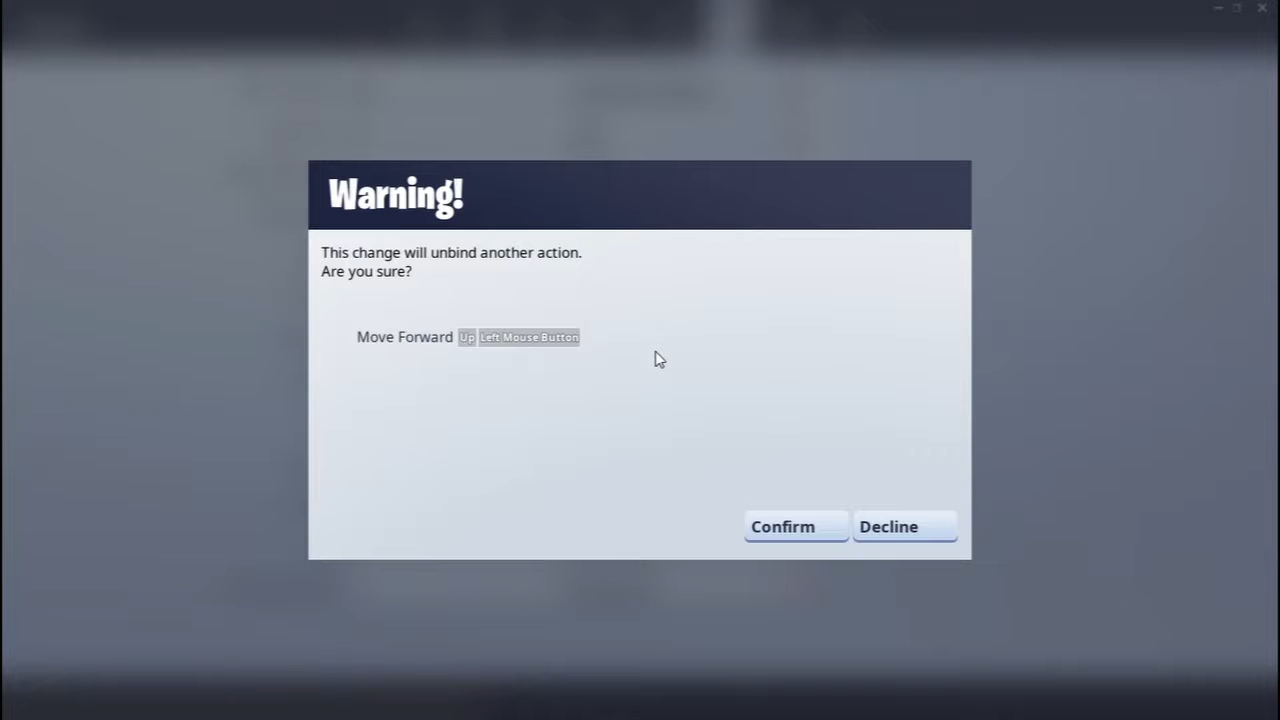 Warning!
This change will unbind another action.
Are you sure?
Move Forward Up Left Mouse Button
Confirm Decline